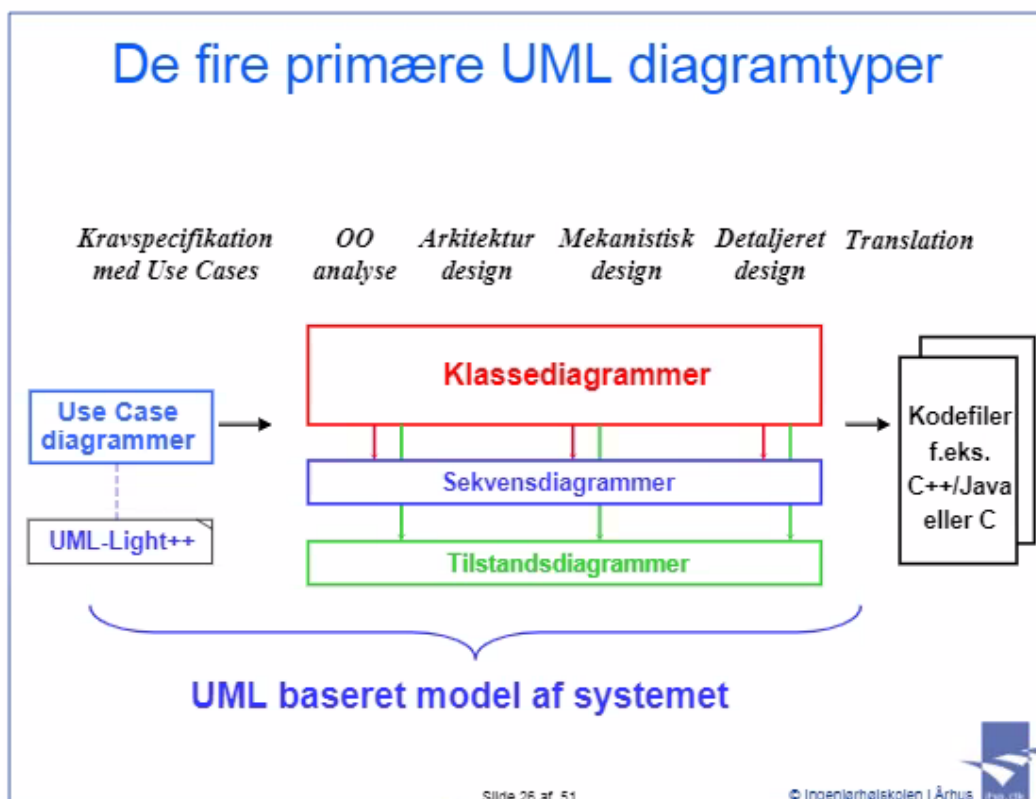 De fire primære UML diagramtyper
Kravspecifikation
med Use Cases
OO
analyse
Arkitektur
design
Mekanistisk
design
Detaljeret
design
Translation
Klassediagrammer
Use Case
diagrammer
Sekvensdiagrammer
UML-Light++
Tilstandsdiagrammer
Kodefiler
f.eks.
C++/Java
eller C
UML baseret model af systemet
Slide 26 af 51
© Ingeniørhøjskolen i Århus
iha.dk